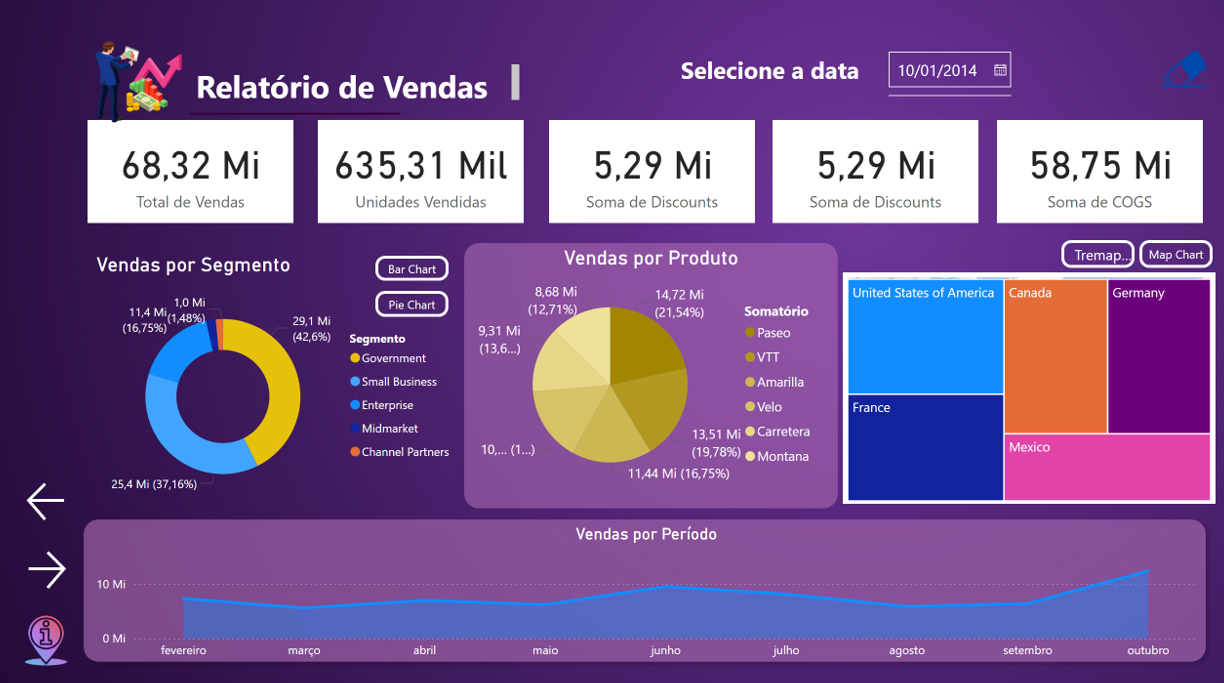 Relatório de Vendas
Selecione a data
10/01/2014
68,32 Mi
Total de Vendas
635,31 Mil
Unidades Vendidas
5,29 Mi
Soma de Discounts
5,29 Mi
Soma de Discounts
58,75 Mi
Soma de COGS
Vendas por Segmento
Bar Chart
Pie Chart
1,0 Mi
(1,48%)
11,4 Mi
(16,75%)
29,1 Mi
(42,6%)
25,4 Mi (37,16%)
Segmento
Government
Small Business
Enterprise
Midmarket
Channel Partners
Vendas por Produto
8,68 Mi
(12,71%)
14,72 Mi
(21,54%)
9,31 Mi
(13,6...)
10,... (1...)
13,51 Mi
(19,78%)
11,44 Mi (16,75%)
Somatório
Paseo
VTT
Amarilla
Velo
Carretera
Montana
Tremap...
Map Chart
United States of America
Canada
Germany
France
Mexico
Vendas por Período
10 Mi
0 Mi
fevereiro março abril maio junho julho agosto setembro outubro